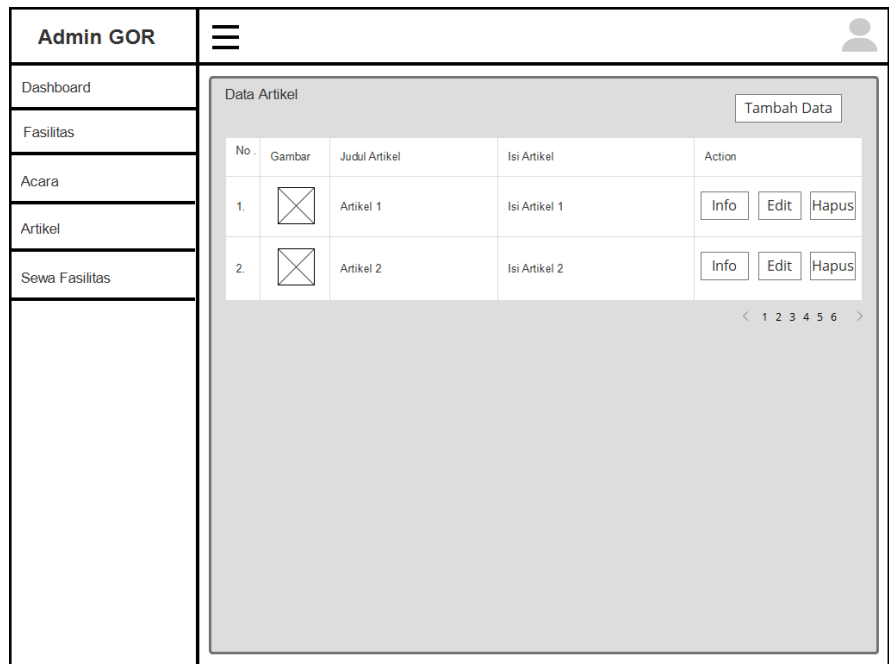 Admin GOR
Dashboard
Fasilitas
Acara
Artikel
Sewa Fasilitas
Data Artikel
Tambah Data
No . Gambar Judul Artikel Isi Artikel Action
1. Artikel 1 Isi Artikel 1 Info Edit Hapus
2. Artikel 2 Isi Artikel 2 Info Edit Hapus
< 1 2 3 4 5 6 >